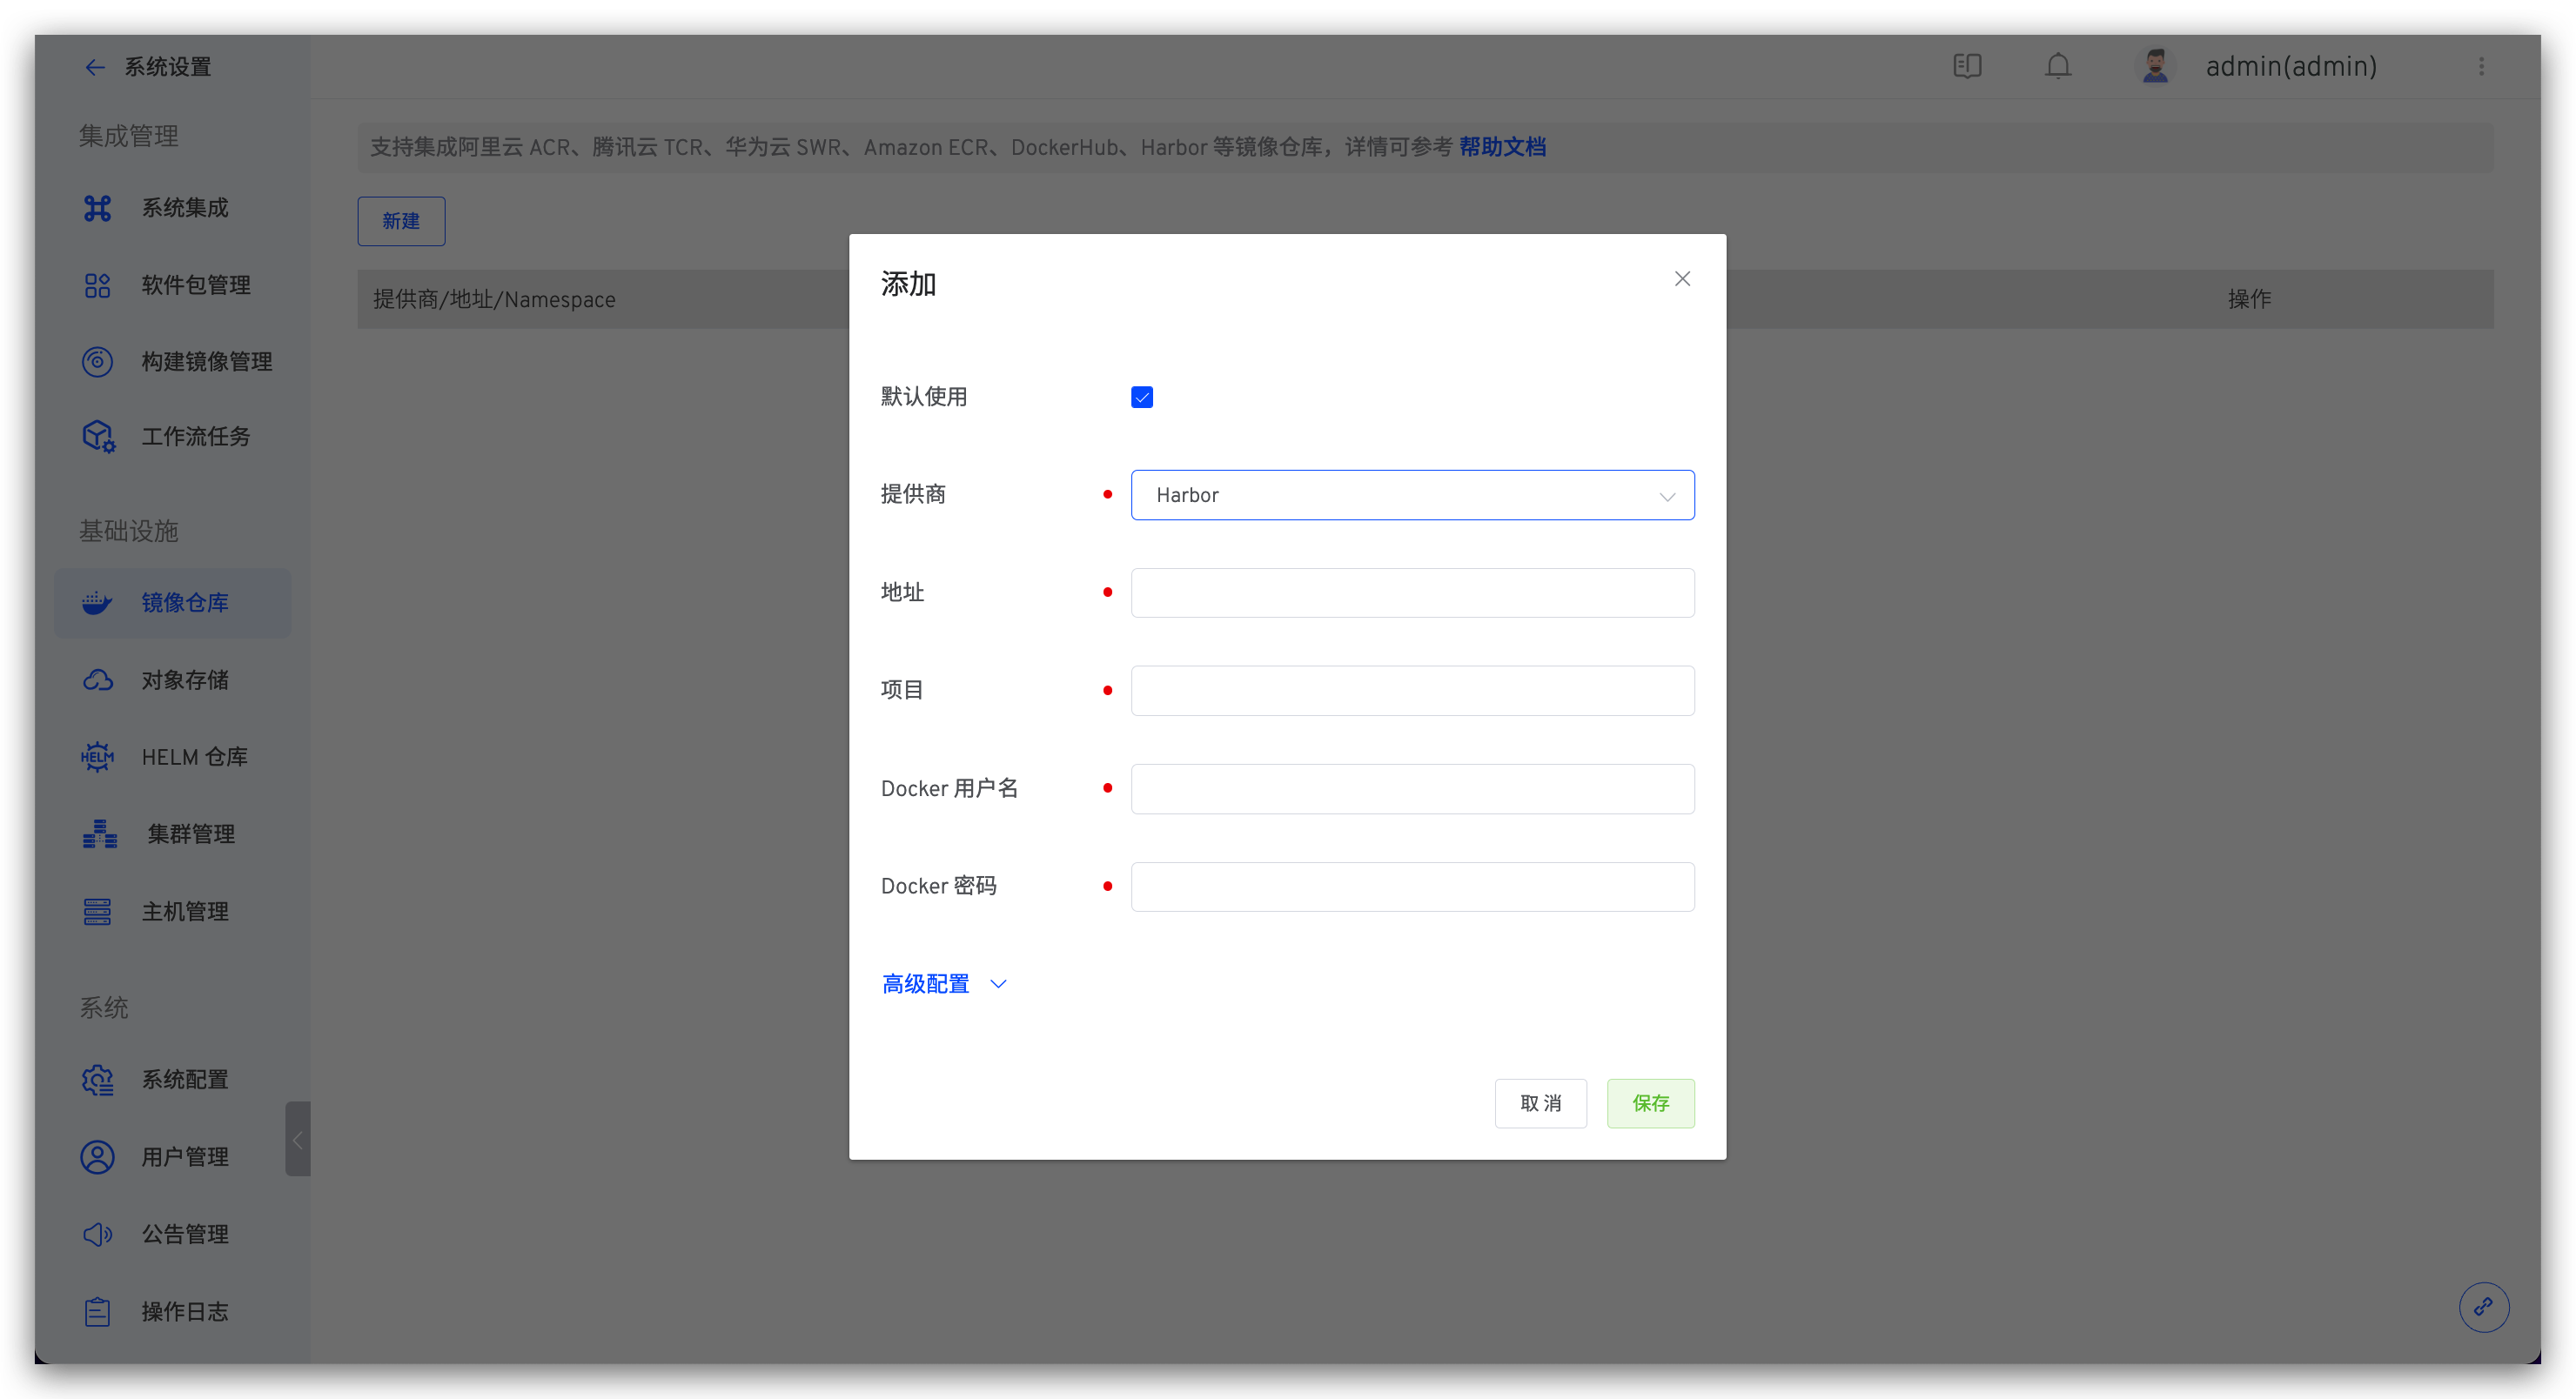 系统设置
admin(admin)
集成管理
系统集成
软件包管理
构建镜像管理
工作流任务
基础设施
镜像仓库
对象存储
HELM
HELM 仓库
集群管理
主机管理
系统
系统配置
用户管理
公告管理
操作日志
支持集成阿里云 ACR、腾讯云 TCR、华为云 SWR、Amazon ECR、DockerHub、Harbor 等镜像仓库，详情可参考 帮助文档
新建
提供商/地址/Namespace
操作
添加
默认使用
提供商
Harbor
地址
项目
Docker 用户名
Docker 密码
高级配置
取消
保存